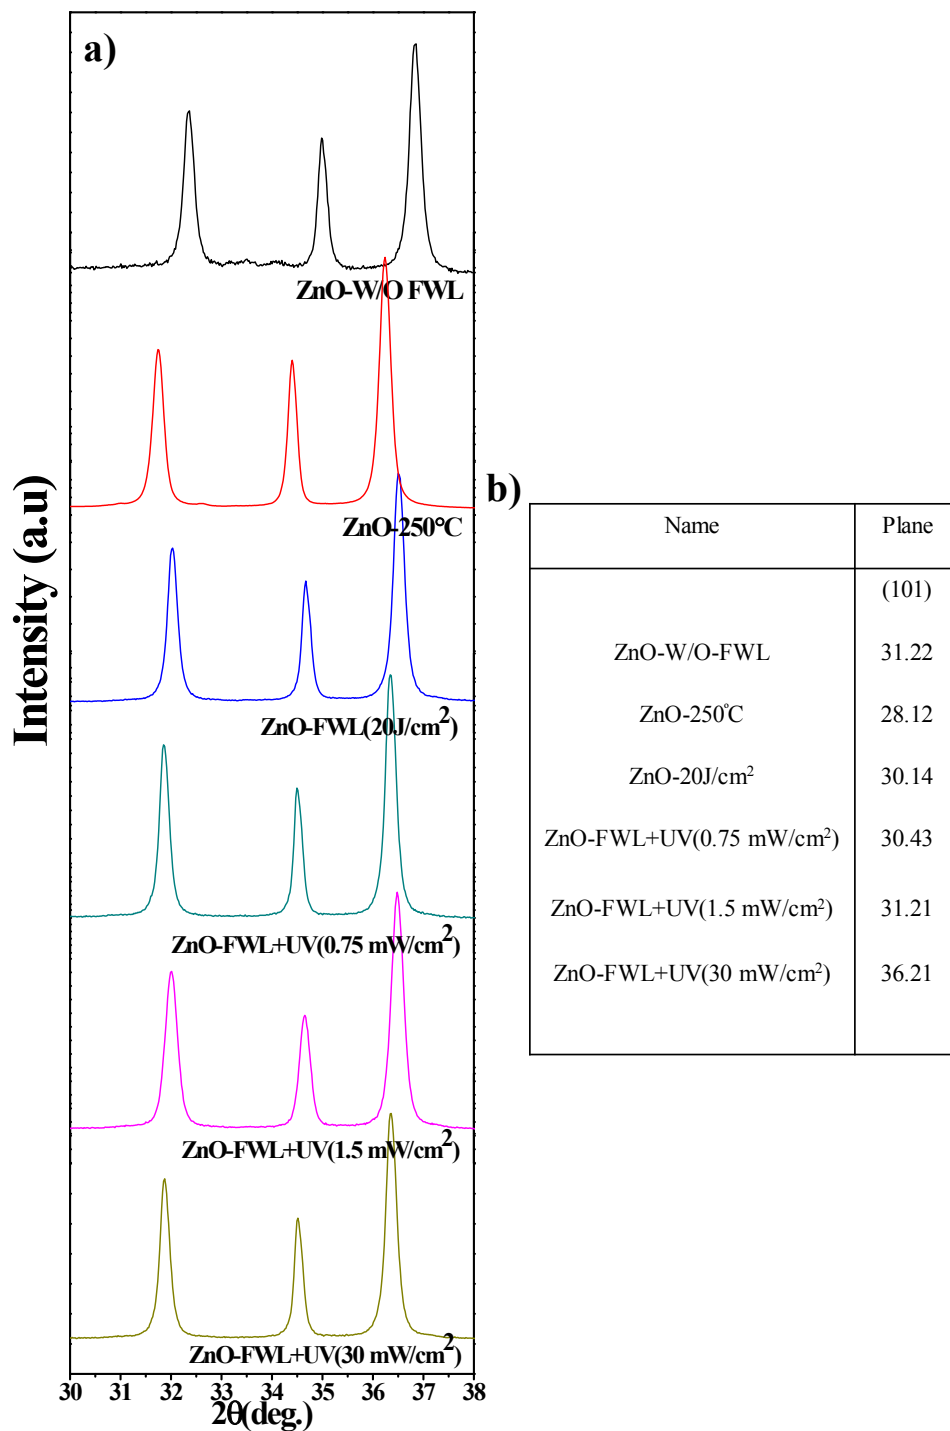 a)
ZnO-W/O FWL
ZnO-250°C
ZnO-FWL(20J/cm²)
ZnO-FWL+UV(0.75 mW/cm²)
ZnO-FWL+UV(1.5 mW/cm²)
ZnO-FWL+UV(30 mW/cm²)
Intensity (a.u)
30 31 32 33 34 35 36 37 38
2θ(deg.)
b)
Name Plane
(101)
ZnO-W/O-FWL 31.22
ZnO-250°C 28.12
ZnO-20J/cm² 30.14
ZnO-FWL+UV(0.75 mW/cm²) 30.43
ZnO-FWL+UV(1.5 mW/cm²) 31.21
ZnO-FWL+UV(30 mW/cm²) 36.21